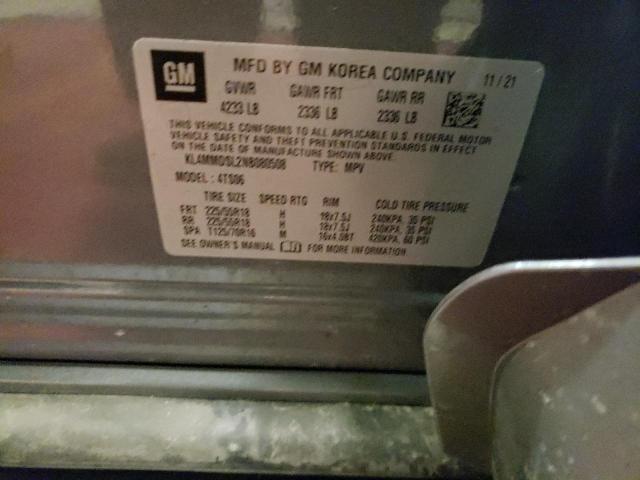 GM
MFD BY GM KOREA COMPANY 11/21
GVWR GAWR FRT GAWR RR
4233 LB 2336 LB 2336 LB
THIS VEHICLE CONFORMS TO ALL APPLICABLE U.S. FEDERAL MOTOR
VEHICLE SAFETY AND THEFT PREVENTION STANDARDS IN EFFECT
ON THE DATE OF MANUFACTURE SHOWN ABOVE.
KL4MMDSL2NB080508 TYPE: MPV
MODEL: 4TS06
TIRE SIZE SPEED RTG RIM COLD TIRE PRESSURE
FRT 225/55R18 H 18x7.5J 240KPA, 35 PSI
RR 225/55R18 H 18x7.5J 240KPA, 35 PSI
SPA T125/70R16 M 16x4.0BT 420KPA, 60 PSI
SEE OWNER'S MANUAL FOR MORE INFORMATION